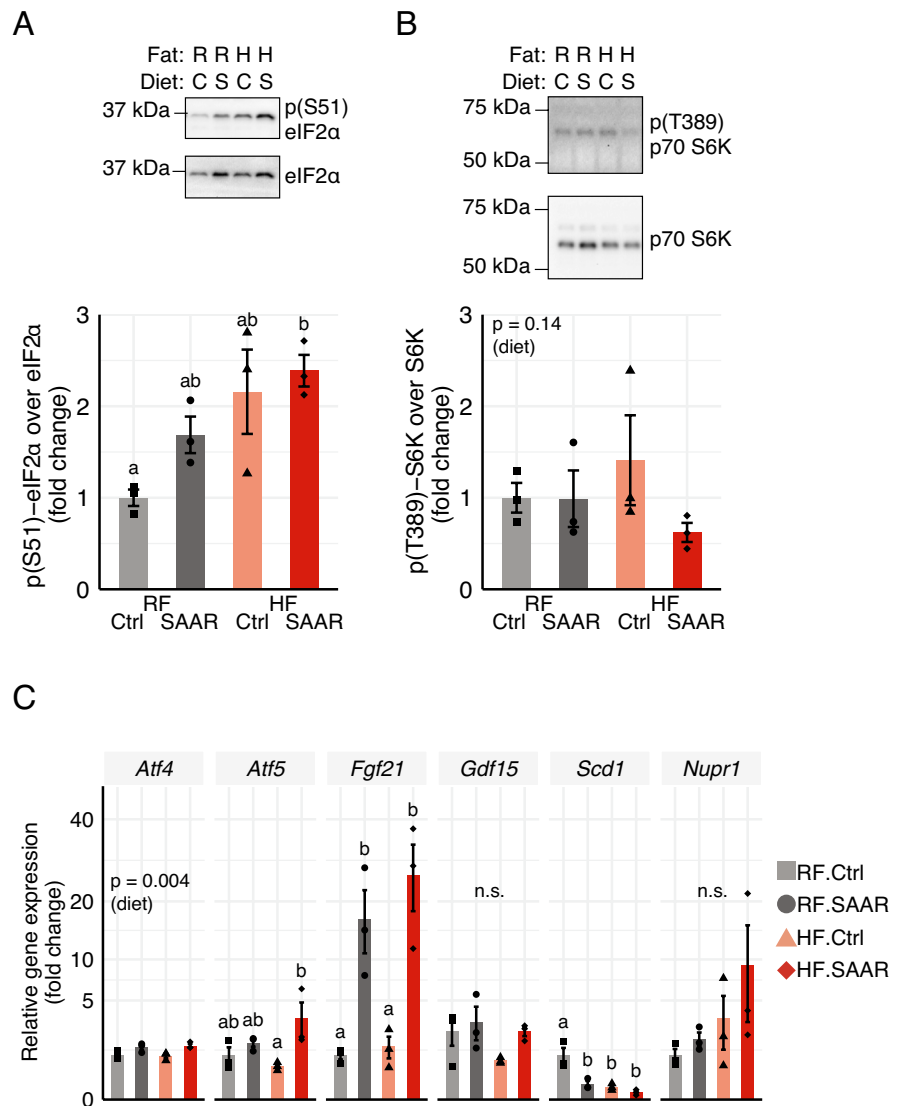 A
Fat: R R H H
Diet: C S C S
37 kDa
p(S51)
eIF2α
37 kDa
eIF2α
p(S51)–eIF2α over eIF2α
(fold change)
3
2
1
0
a
ab
ab
b
RF
HF
Ctrl
SAAR
Ctrl
SAAR
B
Fat: R R H H
Diet: C S C S
75 kDa
50 kDa
p(T389)
p70 S6K
75 kDa
50 kDa
p70 S6K
p(T389)–S6K over S6K
(fold change)
3
2
1
0
p = 0.14
(diet)
RF
HF
Ctrl
SAAR
Ctrl
SAAR
C
Atf4
Atf5
Fgf21
Gdf15
Scd1
Nupr1
Relative gene expression
(fold change)
40
20
10
5
0
p = 0.004
(diet)
ab
ab
a
b
a
b
a
b
n.s.
a
b
b
b
n.s.
RF.Ctrl
RF.SAAR
HF.Ctrl
HF.SAAR